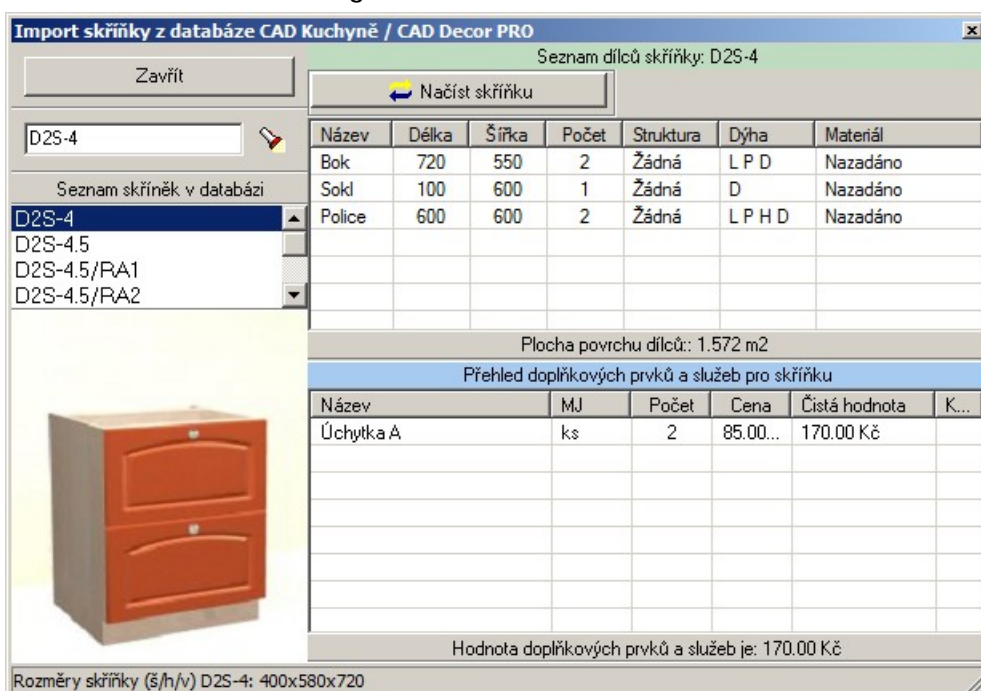 Import skříňky z databáze CAD Kuchyně / CAD Decor PRO
Zavřít
Seznam dílců skříňky: D2S-4
Načíst skříňku
D2S-4
Seznam skříněk v databázi
D2S-4
D2S-4.5
D2S-4.5/RA1
D2S-4.5/RA2
Název Délka Šířka Počet Struktura Dýha Materiál
Bok 720 550 2 Žádná L P D Nazadáno
Sokl 100 600 1 Žádná D Nazadáno
Police 600 600 2 Žádná L P H D Nazadáno
Plocha povrchu dílců:: 1.572 m2
Přehled doplňkových prvků a služeb pro skříňku
Název MJ Počet Cena Čistá hodnota K...
Úchytka A ks 2 85.00... 170.00 Kč
Hodnota doplňkových prvků a služeb je: 170.00 Kč
Rozměry skříňky (š/h/v) D2S-4: 400x580x720